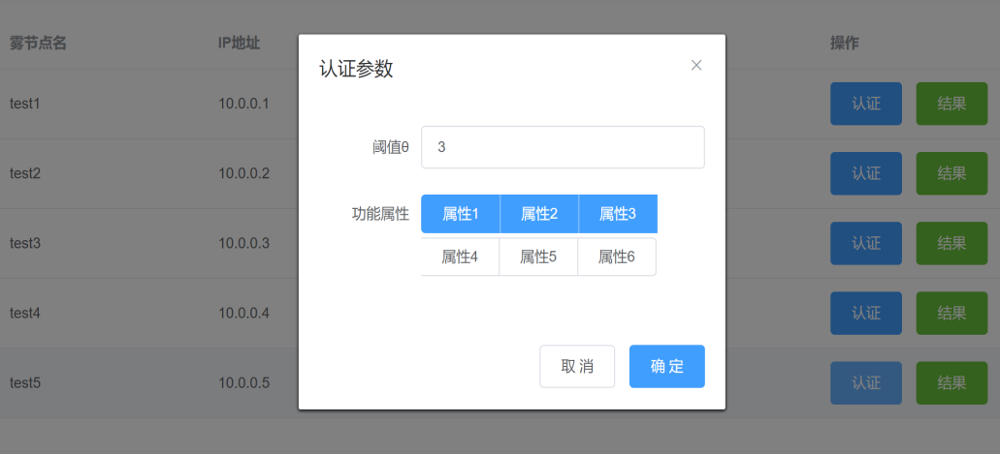 雾节点名 IP地址 操作
认证参数
test1 10.0.0.1 认证 结果
阈值θ 3
test2 10.0.0.2 认证 结果
功能属性 属性1 属性2 属性3
test3 10.0.0.3 认证 结果
属性4 属性5 属性6
test4 10.0.0.4 认证 结果
取 消 确 定
test5 10.0.0.5 认证 结果